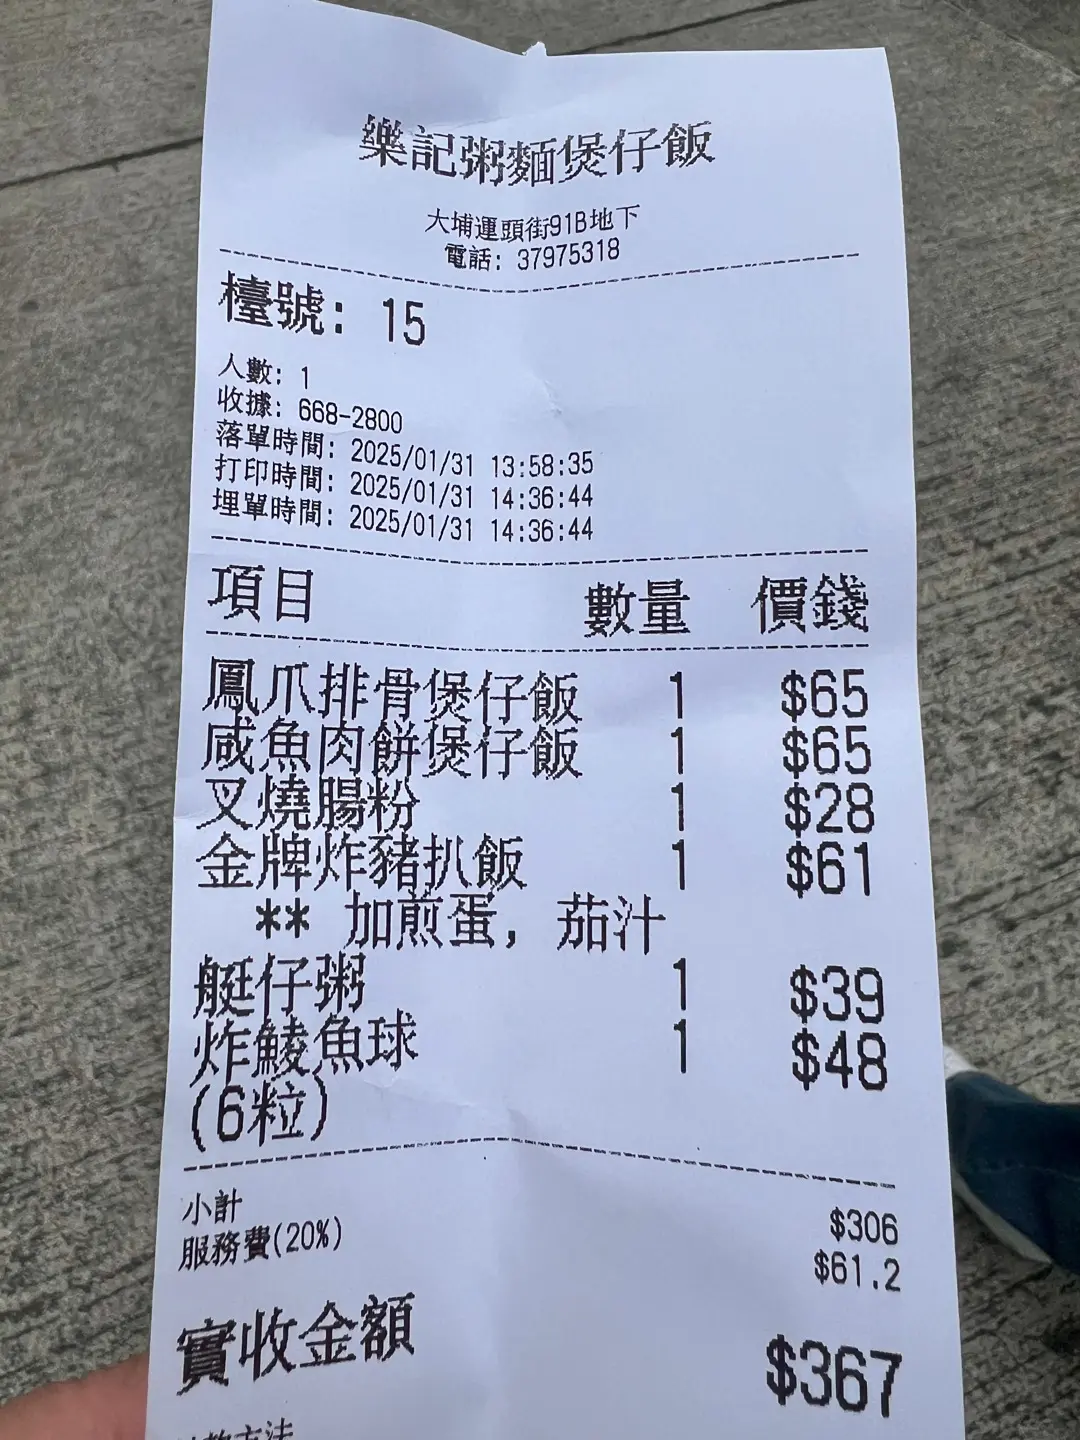 樂記粥麵煲仔飯
大埔運頭街91B地下
電話: 37975318
檯號: 15
人數: 1
收據: 668-2800
落單時間: 2025/01/31 13:58:35
打印時間: 2025/01/31 14:36:44
埋單時間: 2025/01/31 14:36:44
項目 數量 價錢
鳳爪排骨煲仔飯 1 $65
咸魚肉餅煲仔飯 1 $65
叉燒腸粉 1 $28
金牌炸豬扒飯 1 $61
** 加煎蛋, 茄汁
艇仔粥 1 $39
炸鯪魚球 1 $48
(6粒)
小計 $306
服務費(20%) $61.2
實收金額 $367